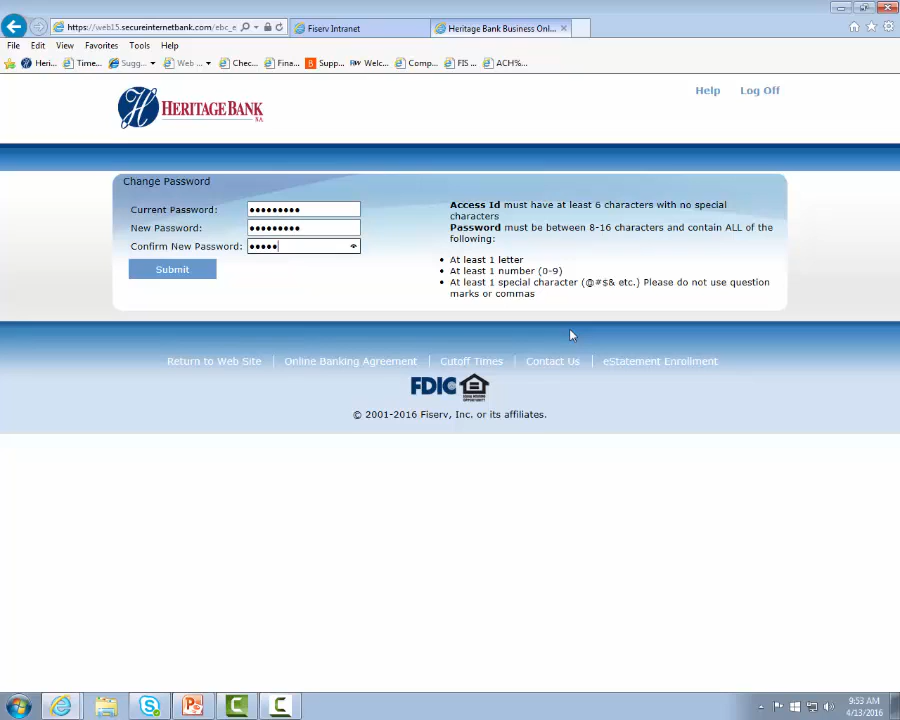 https://web15.secureinternetbank.com/ebc_e
Fiserv Intranet
Heritage Bank Business Onl...
File Edit View Favorites Tools Help
Heri... Time... Sugg... Web ... Chec... Fina... Supp... Welc... Comp... FIS ... ACH%...
H HERITAGE BANK N.A.
Help Log Off
Change Password
Current Password: •••••••••
New Password: •••••••••
Confirm New Password: •••••
Submit
Access Id must have at least 6 characters with no special
characters
Password must be between 8-16 characters and contain ALL of the
following:
• At least 1 letter
• At least 1 number (0-9)
• At least 1 special character (@#$& etc.) Please do not use question
marks or commas
Return to Web Site | Online Banking Agreement | Cutoff Times | Contact Us | eStatement Enrollment
FDIC
© 2001-2016 Fiserv, Inc. or its affiliates.
9:53 AM
4/13/2016